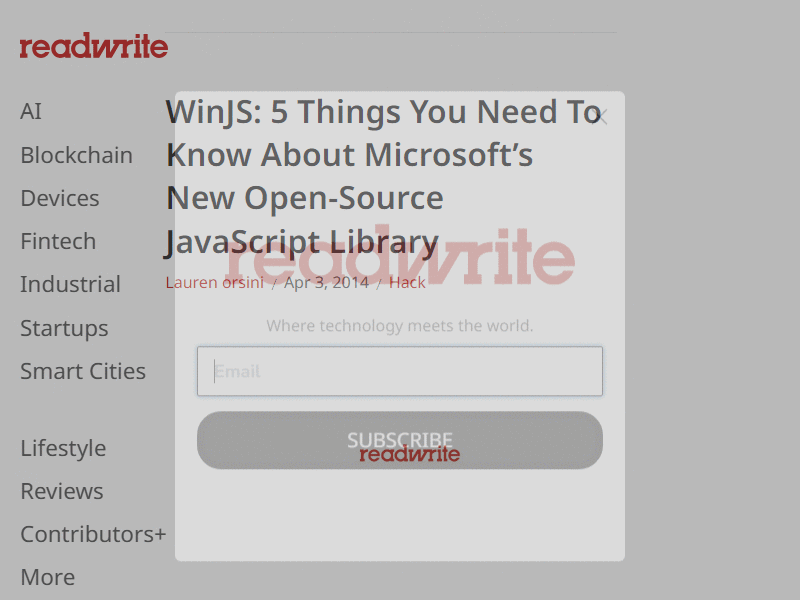 readwrite
AI
Blockchain
Devices
Fintech
Industrial
Startups
Smart Cities
Lifestyle
Reviews
Contributors+
More
WinJS: 5 Things You Need To
Know About Microsoft’s
New Open-Source
JavaScript Library
Lauren orsini / Apr 3, 2014 / Hack
readwrite
Where technology meets the world.
Email
SUBSCRIBE
readwrite